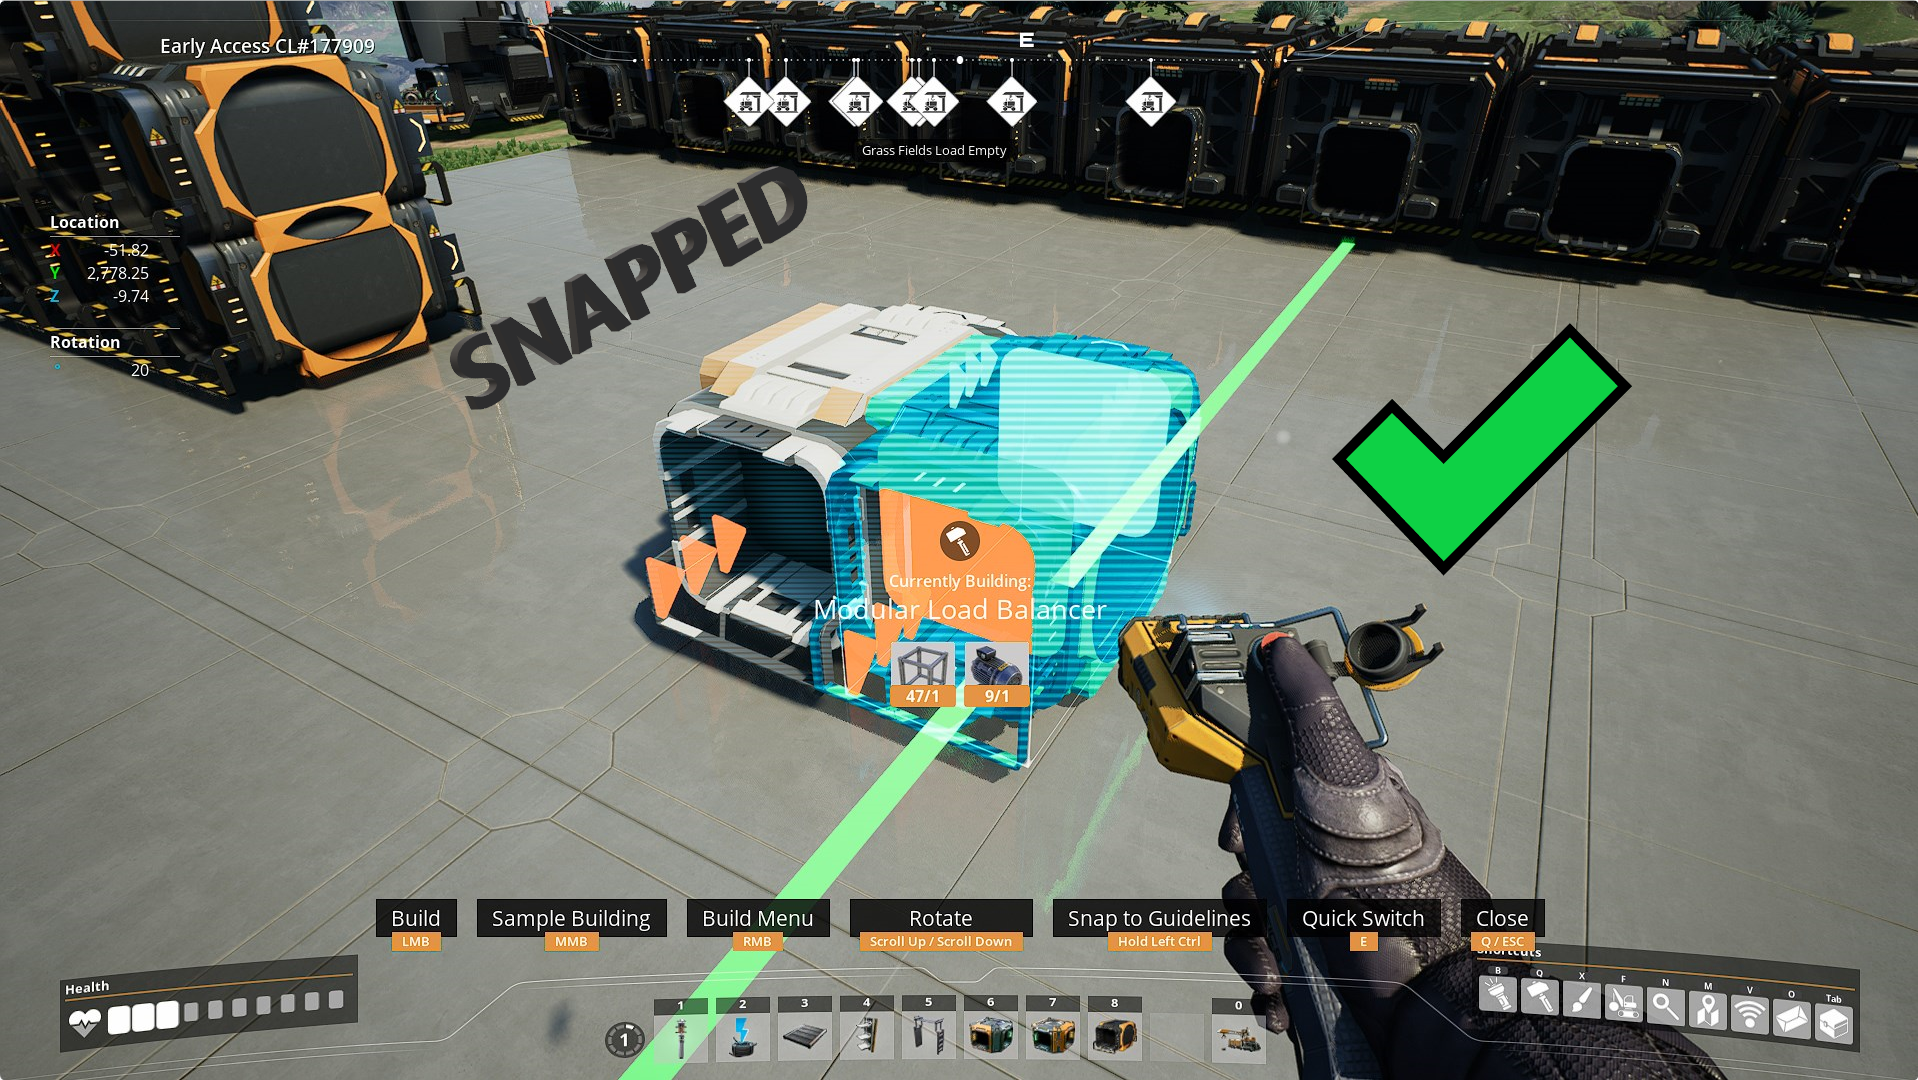 Early Access CL#177909
E
Grass Fields Load Empty
Location
X -51.82
Y 2,778.25
Z -9.74
Rotation
20
SNAPPED
Currently Building:
Modular Load Balancer
47/1 9/1
Build Sample Building Build Menu Rotate Snap to Guidelines Quick Switch Close
LMB MMB RMB Scroll Up / Scroll Down Hold Left Ctrl E Q / ESC
Shortcuts
B Q X F N M V O Tab
Health
1 2 3 4 5 6 7 8 0
1